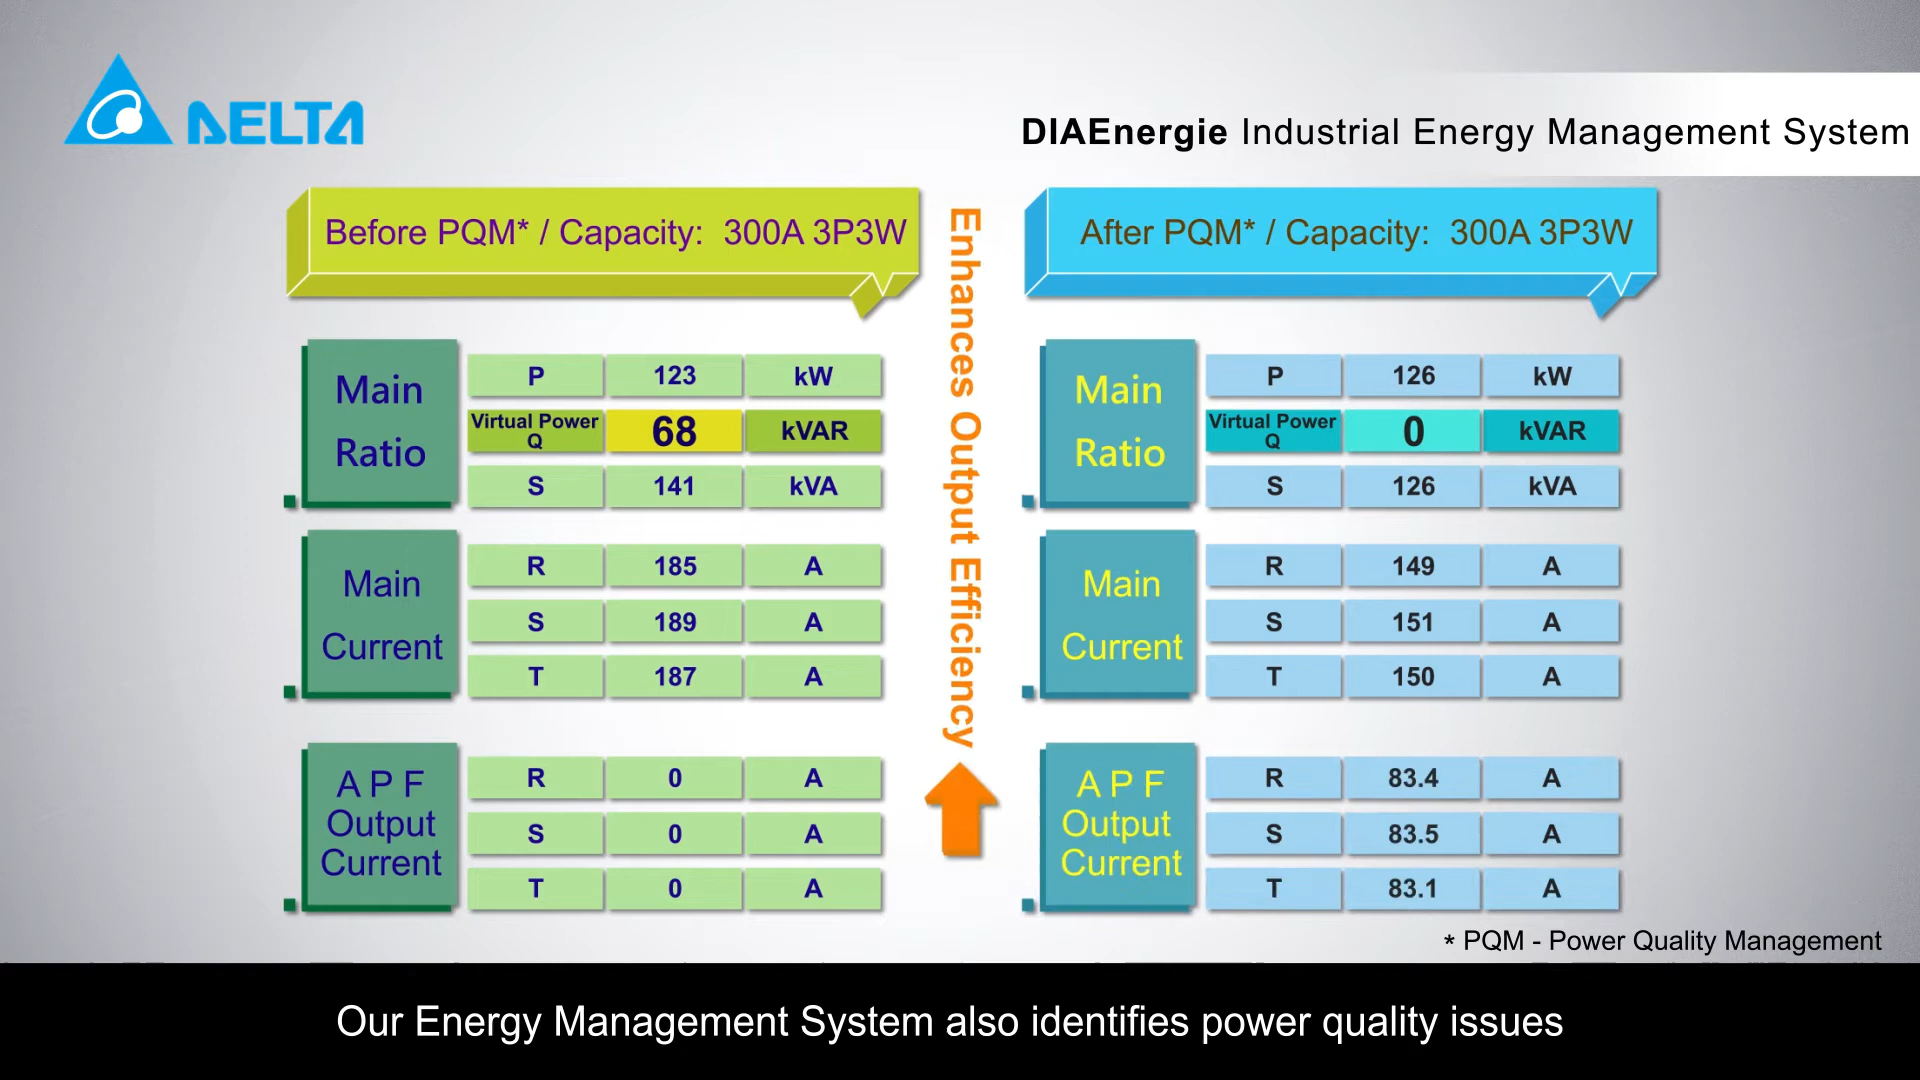 DELTA
DIAEnergie Industrial Energy Management System
Before PQM* / Capacity: 300A 3P3W
Main
Ratio
P 123 kW
Virtual Power
Q
68 kVAR
S 141 kVA
Main
Current
R 185 A
S 189 A
T 187 A
A P F
Output
Current
R 0 A
S 0 A
T 0 A
Enhances Output Efficiency
After PQM* / Capacity: 300A 3P3W
Main
Ratio
P 126 kW
Virtual Power
Q
0 kVAR
S 126 kVA
Main
Current
R 149 A
S 151 A
T 150 A
A P F
Output
Current
R 83.4 A
S 83.5 A
T 83.1 A
* PQM - Power Quality Management
Our Energy Management System also identifies power quality issues